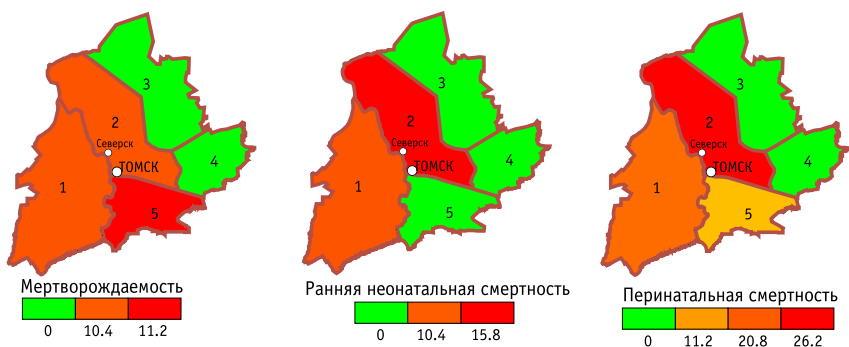 3
2
Северск
ТОМСК
4
1
5
Мертворождаемость
0 10.4 11.2
3
2
Северск
ТОМСК
4
1
5
Ранняя неонатальная смертность
0 10.4 15.8
3
2
Северск
ТОМСК
4
1
5
Перинатальная смертность
0 11.2 20.8 26.2